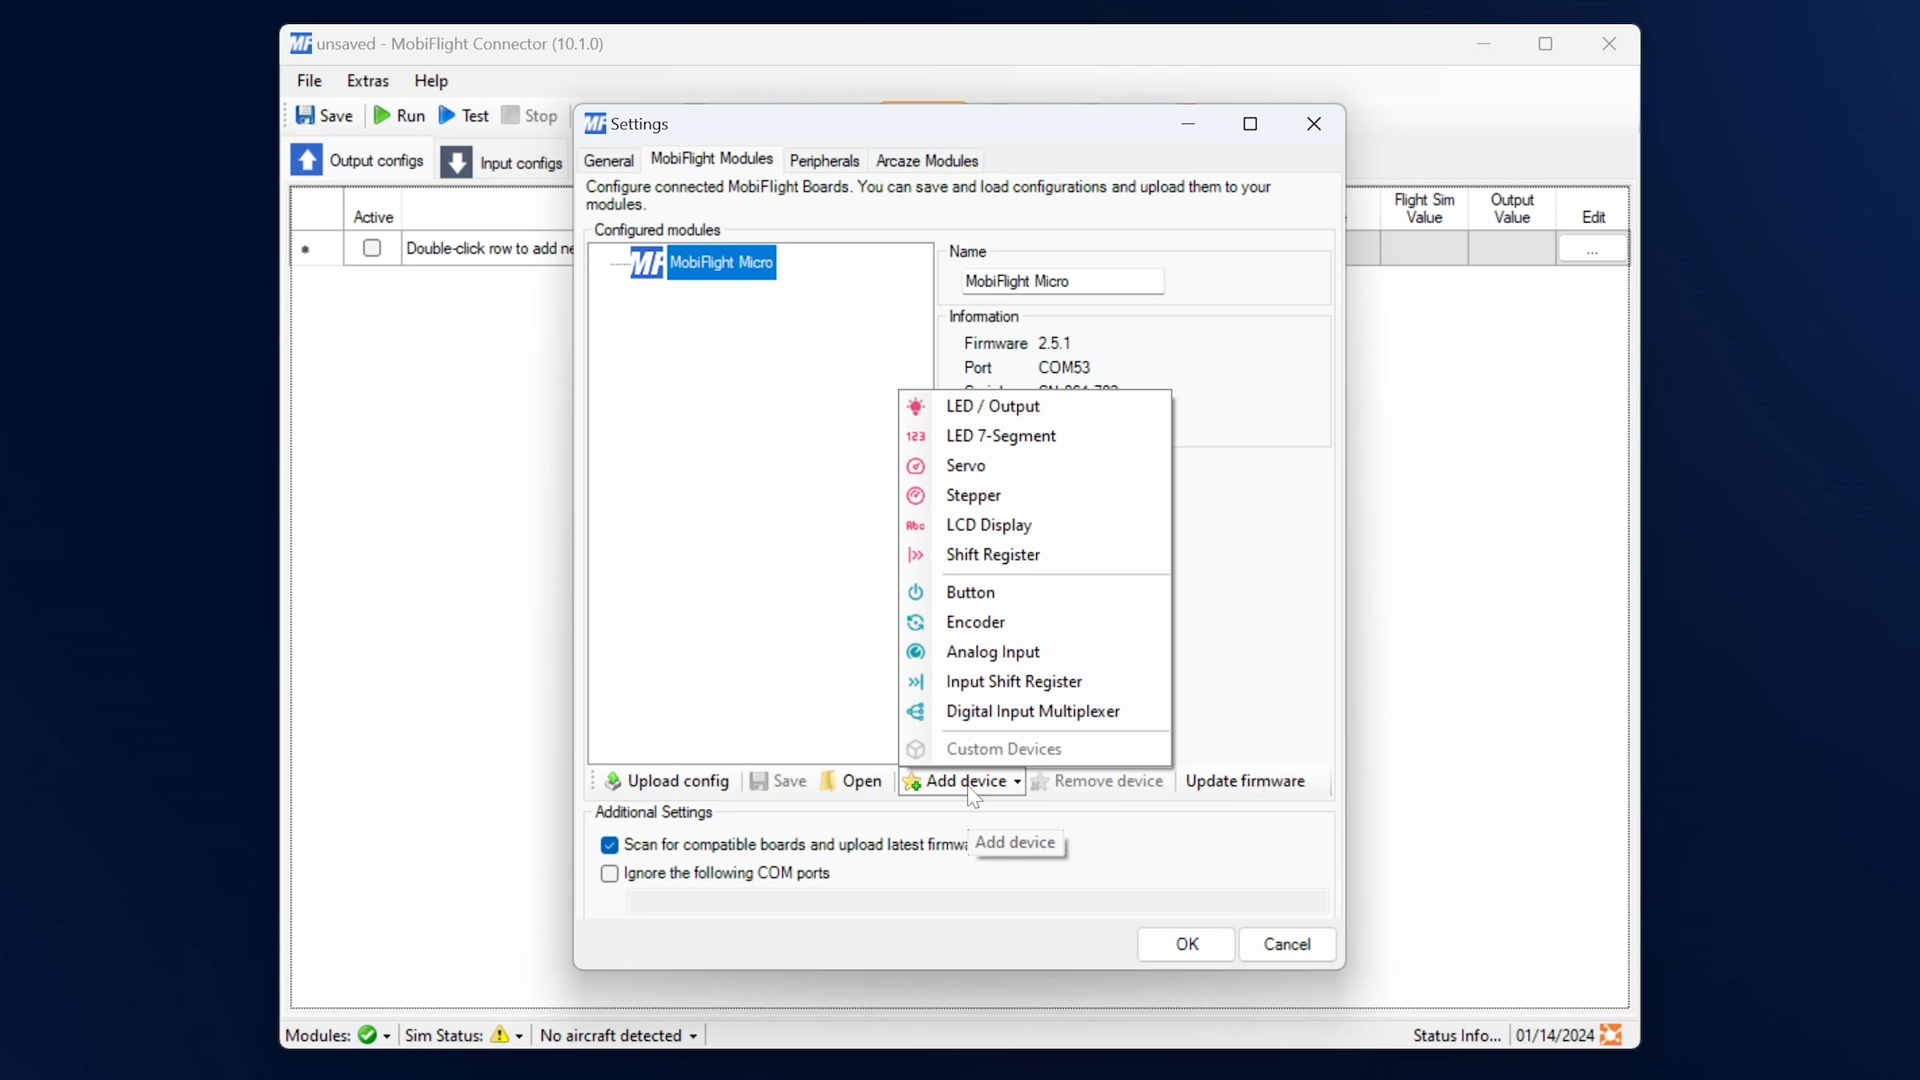 MF unsaved - MobiFlight Connector (10.1.0)
File Extras Help
Save Run Test Stop
Output configs Input configs
Active
Flight Sim Value
Output Value
Edit
Double-click row to add ne
...
MF Settings
General MobiFlight Modules Peripherals Arcaze Modules
Configure connected MobiFlight Boards. You can save and load configurations and upload them to your
modules.
Configured modules
MF MobiFlight Micro
Name
MobiFlight Micro
Information
Firmware 2.5.1
Port COM53
LED / Output
123 LED 7-Segment
Servo
Stepper
Abc LCD Display
Shift Register
Button
Encoder
Analog Input
Input Shift Register
Digital Input Multiplexer
Custom Devices
Upload config Save Open Add device Remove device Update firmware
Additional Settings
Scan for compatible boards and upload latest firmwa
Add device
Ignore the following COM ports
OK Cancel
Modules: Sim Status: No aircraft detected Status Info... 01/14/2024